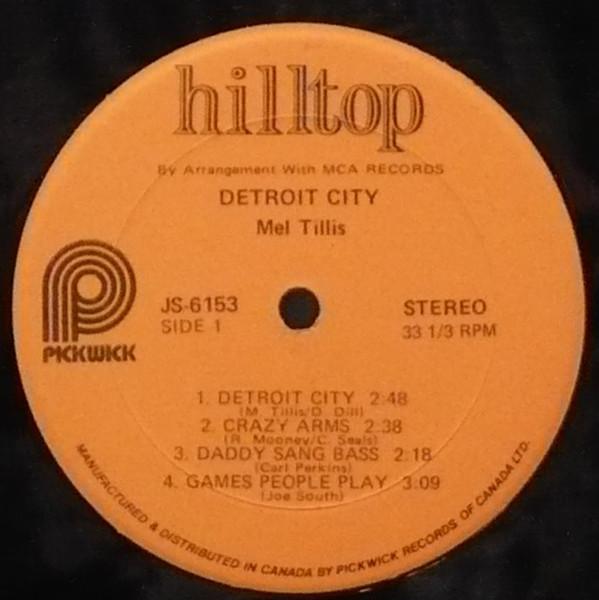 hilltop
By Arrangement With MCA RECORDS
DETROIT CITY
Mel Tillis
PICKWICK
JS-6153
SIDE 1
STEREO
33 1/3 RPM
1. DETROIT CITY 2:48
(M. Tillis/D. Dill)
2. CRAZY ARMS 2:38
(R. Mooney/C. Seals)
3. DADDY SANG BASS 2:18
(Carl Perkins)
4. GAMES PEOPLE PLAY 3:09
(Joe South)
MANUFACTURED & DISTRIBUTED IN CANADA BY PICKWICK RECORDS OF CANADA LTD.